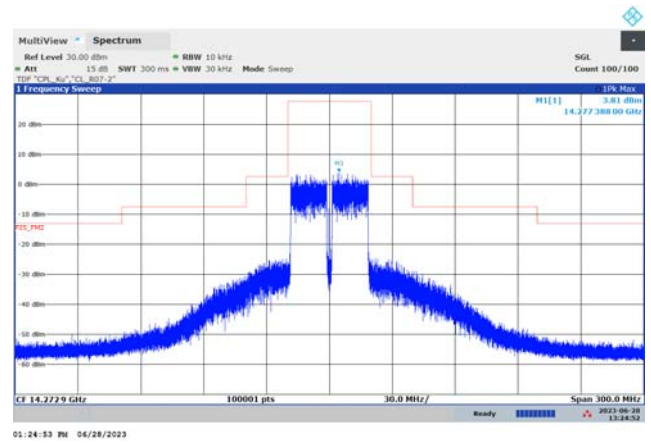 MultiView Spectrum
Ref Level 30.00 dBm RBW 10 kHz SGL
Att 15 dB SWT 300 ms VBW 30 kHz Mode Sweep Count 100/100
TDF "CPL_Ku","CL_R07-2"
1 Frequency Sweep 1Pk Max
M1[1] 3.81 dBm
14.277 388 00 GHz
20 dBm
10 dBm
M1
0 dBm
-10 dBm
-20 dBm
-30 dBm
-40 dBm
-50 dBm
-60 dBm
CF 14.2729 GHz 100001 pts 30.0 MHz/ Span 300.0 MHz
Ready 2023-06-28
13:24:52
01:24:53 PM 06/28/2023